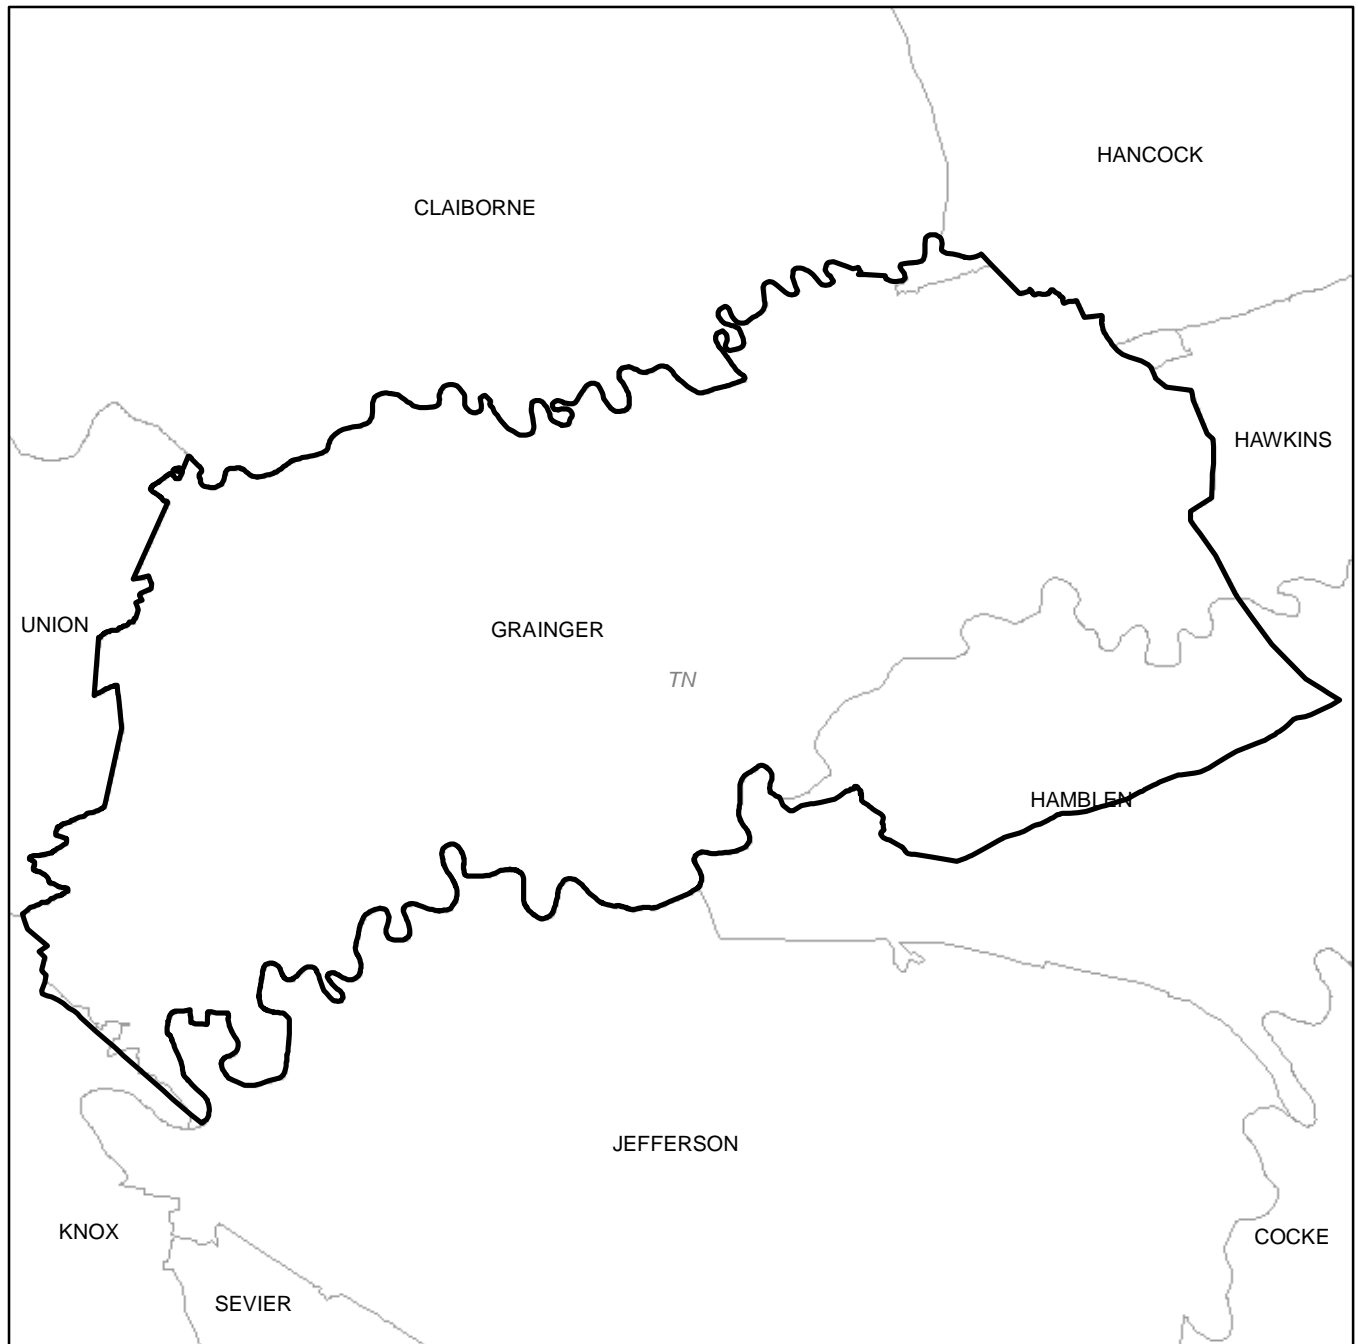 HANCOCK
CLAIBORNE
HAWKINS
UNION
GRAINGER
TN
HAMBLEN
JEFFERSON
KNOX
COCKE
SEVIER